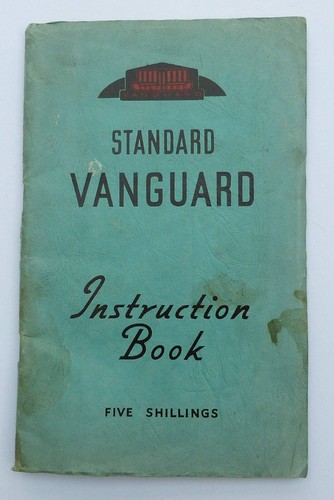 STANDARD
VANGUARD
Instruction
Book
FIVE SHILLINGS